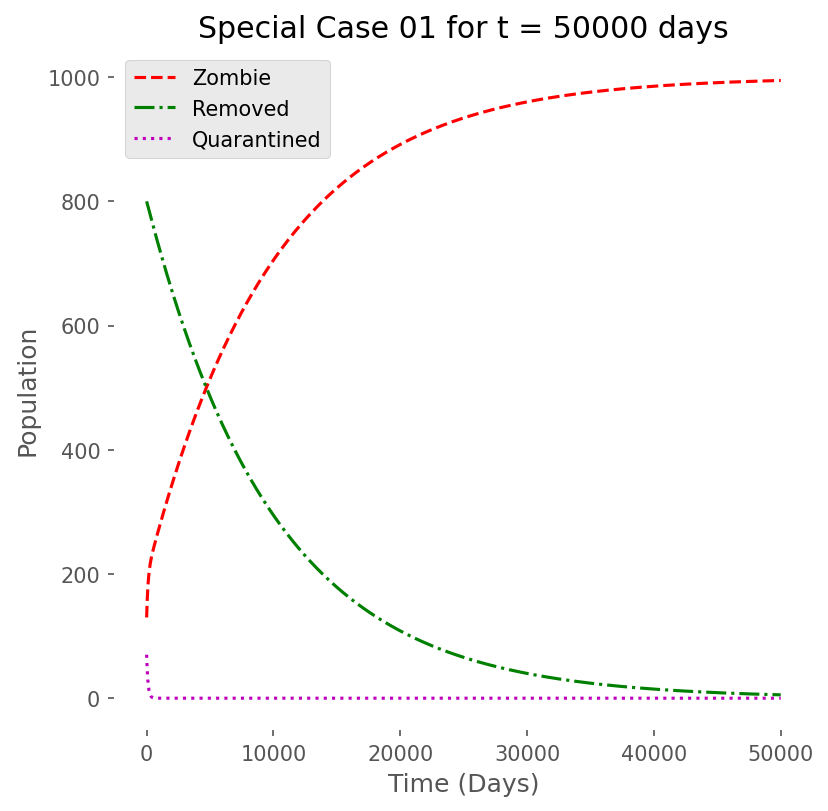 Special Case 01 for t = 50000 days
Zombie
Removed
Quarantined
1000
800
600
400
200
0
Population
0 10000 20000 30000 40000 50000
Time (Days)